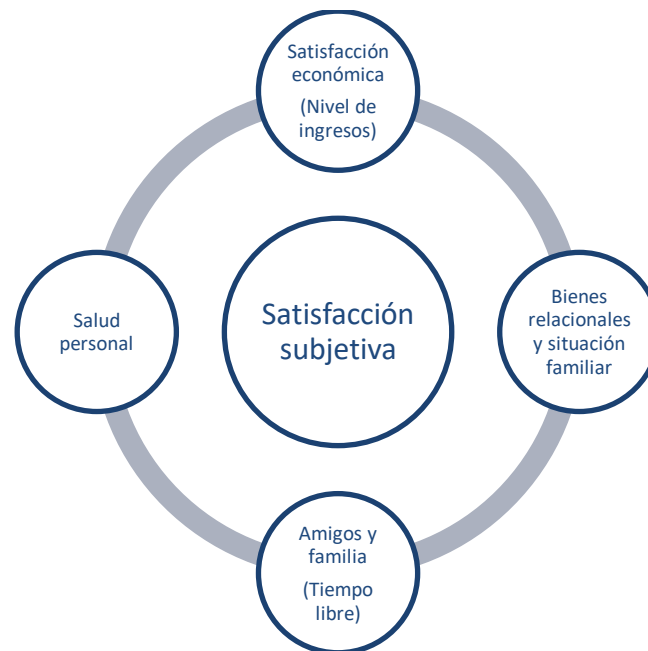 Satisfacción
económica
(Nivel de
ingresos)
Bienes
relacionales
y situación
familiar
Satisfacción
subjetiva
Salud
personal
Amigos y
familia
(Tiempo
libre)